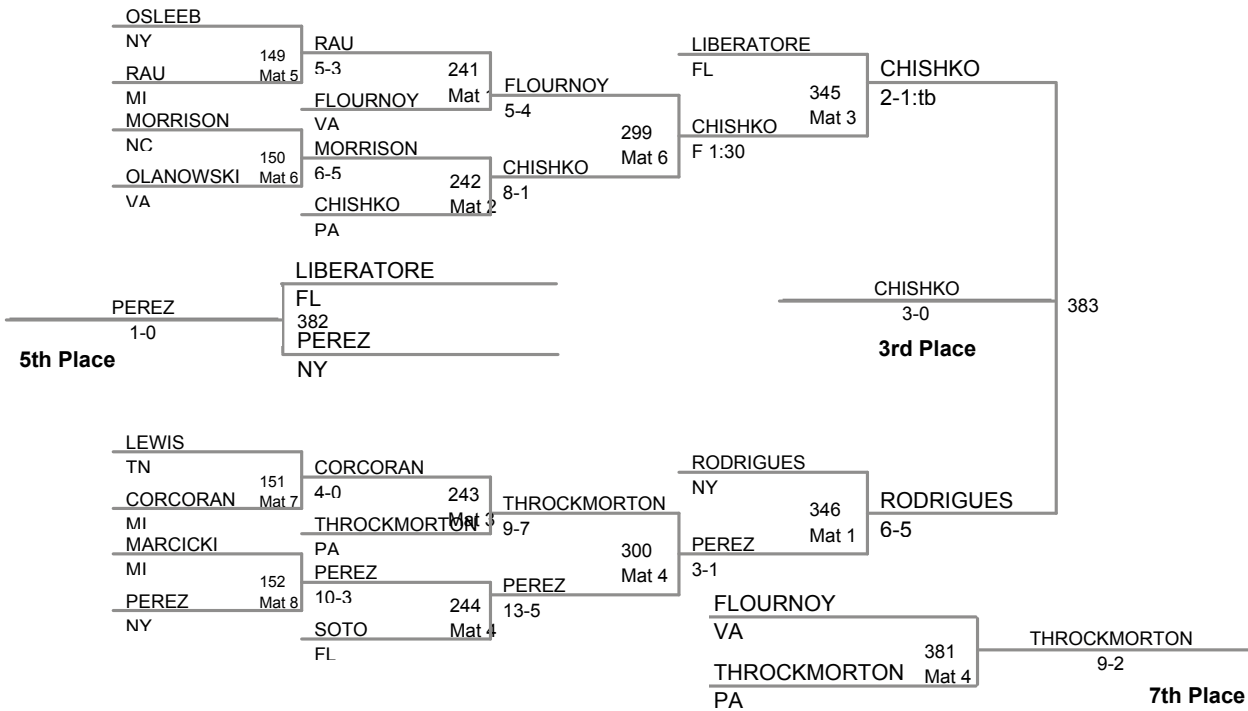 OSLEEB
NY
149
Mat 5
RAU
MI
RAU
5-3
241
Mat 1
FLOURNOY
VA
FLOURNOY
5-4
MORRISON
NC
150
Mat 6
OLANOWSKI
VA
MORRISON
6-5
242
Mat 2
CHISHKO
PA
CHISHKO
8-1
299
Mat 6
LIBERATORE
FL
345
Mat 3
CHISHKO
F 1:30
CHISHKO
2-1:tb
LIBERATORE
FL
382
PEREZ
NY
PEREZ
1-0
5th Place
CHISHKO
3-0
3rd Place
383
LEWIS
TN
151
Mat 7
CORCORAN
MI
CORCORAN
4-0
243
Mat 3
THROCKMORTON
PA
THROCKMORTON
9-7
MARCICKI
MI
152
Mat 8
PEREZ
NY
PEREZ
10-3
244
Mat 4
SOTO
FL
PEREZ
13-5
300
Mat 4
RODRIGUES
NY
346
Mat 1
PEREZ
3-1
RODRIGUES
6-5
FLOURNOY
VA
381
Mat 4
THROCKMORTON
PA
THROCKMORTON
9-2
7th Place